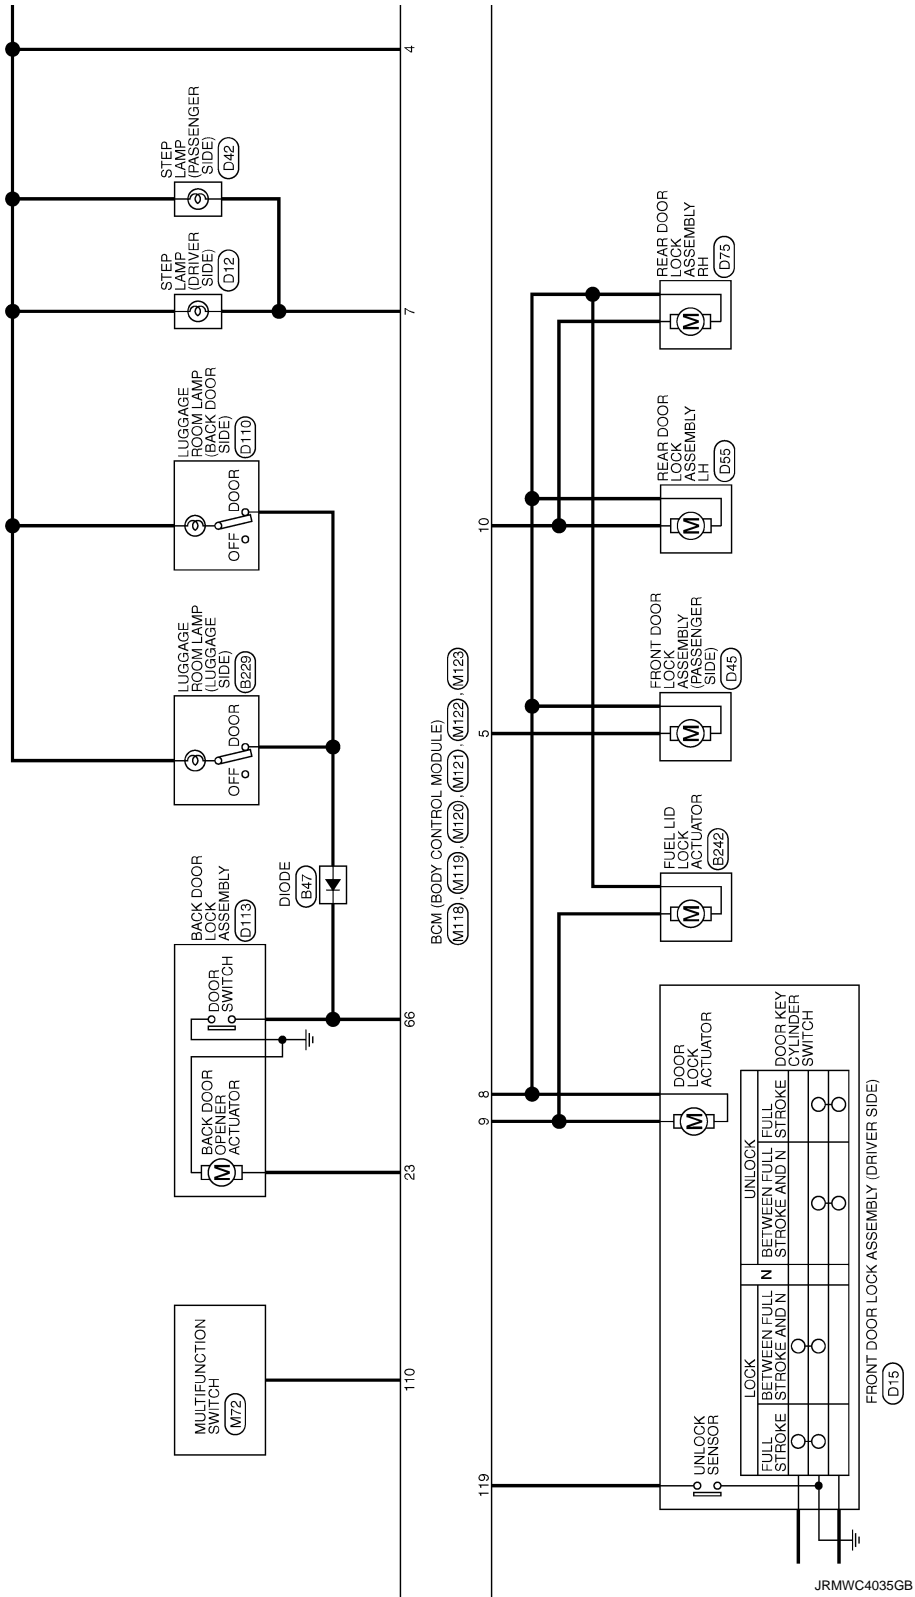 4
STEP
LAMP
(PASSENGER
SIDE)
D42
STEP
LAMP
(DRIVER
SIDE)
D12
7
LUGGAGE
ROOM LAMP
(BACK DOOR
SIDE)
D110
DOOR
OFF
LUGGAGE
ROOM LAMP
(LUGGAGE
SIDE)
B229
DOOR
OFF
DIODE
B47
BACK DOOR
LOCK
ASSEMBLY
D113
DOOR
SWITCH
66
BACK DOOR
OPENER
ACTUATOR
M
23
MULTIFUNCTION
SWITCH
M72
110
BCM (BODY CONTROL MODULE)
M118 , M119 , M120 , M121 , M122 , M123
REAR DOOR
LOCK
ASSEMBLY
RH
D75
M
10
REAR DOOR
LOCK
ASSEMBLY
LH
D55
M
5
FRONT DOOR
LOCK
ASSEMBLY
(PASSENGER
SIDE)
D45
M
FUEL LID
LOCK
ACTUATOR
B242
M
8
9
DOOR
LOCK
ACTUATOR
M
DOOR KEY
CYLINDER
SWITCH
UNLOCK
FULL
STROKE
BETWEEN FULL
STROKE AND N
N
LOCK
BETWEEN FULL
STROKE AND N
FULL
STROKE
119
UNLOCK
SENSOR
FRONT DOOR LOCK ASSEMBLY (DRIVER SIDE)
D15
JRMWC4035GB